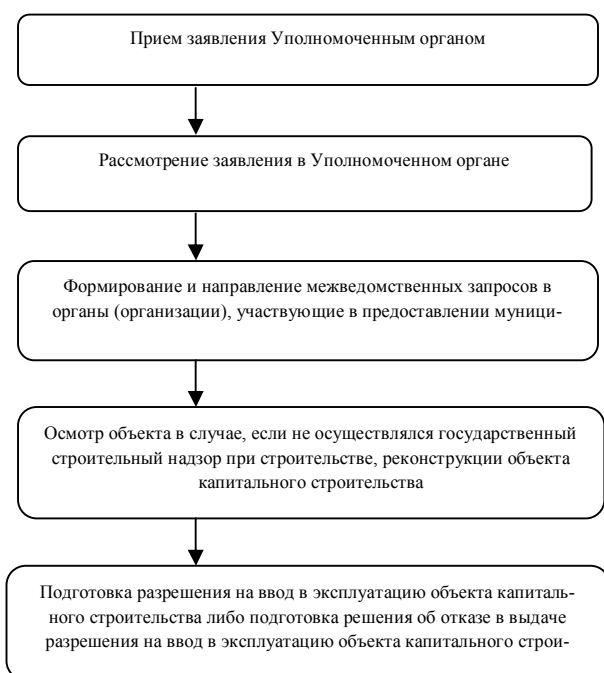 Прием заявления Уполномоченным органом
Рассмотрение заявления в Уполномоченном органе
Формирование и направление межведомственных запросов в
органы (организации), участвующие в предоставлении муници-
Осмотр объекта в случае, если не осуществлялся государственный
строительный надзор при строительстве, реконструкции объекта
капитального строительства
Подготовка разрешения на ввод в эксплуатацию объекта капиталь-
ного строительства либо подготовка решения об отказе в выдаче
разрешения на ввод в эксплуатацию объекта капитального строи-